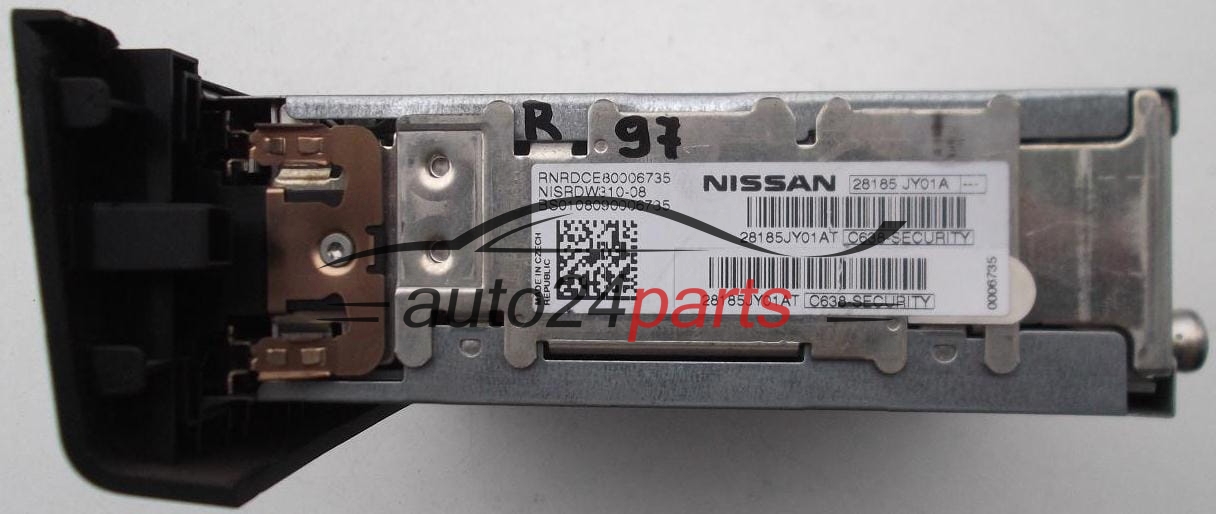 R 97
RNRDCE80006735
NISRDW310-08
BS0108090006735
NISSAN 28185 JY01A ---
28185JY01AT C638-SECURITY
MADE IN CZECH
REPUBLIC
28185JY01AT C638-SECURITY
0006735
auto24parts